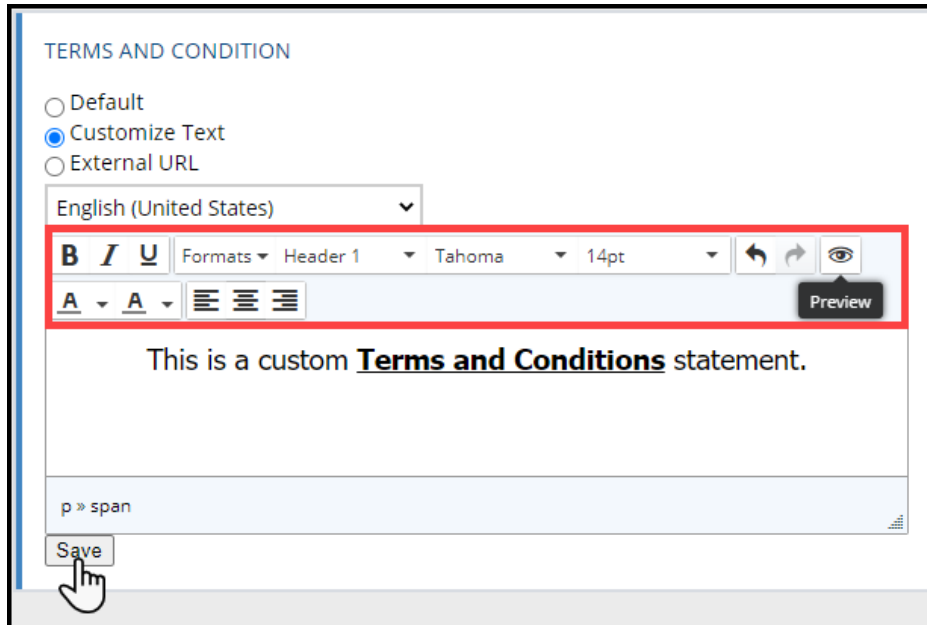 TERMS AND CONDITION
Default
Customize Text
External URL
English (United States)
B I U Formats Header 1 Tahoma 14pt
A A Preview
This is a custom Terms and Conditions statement.
p » span
Save